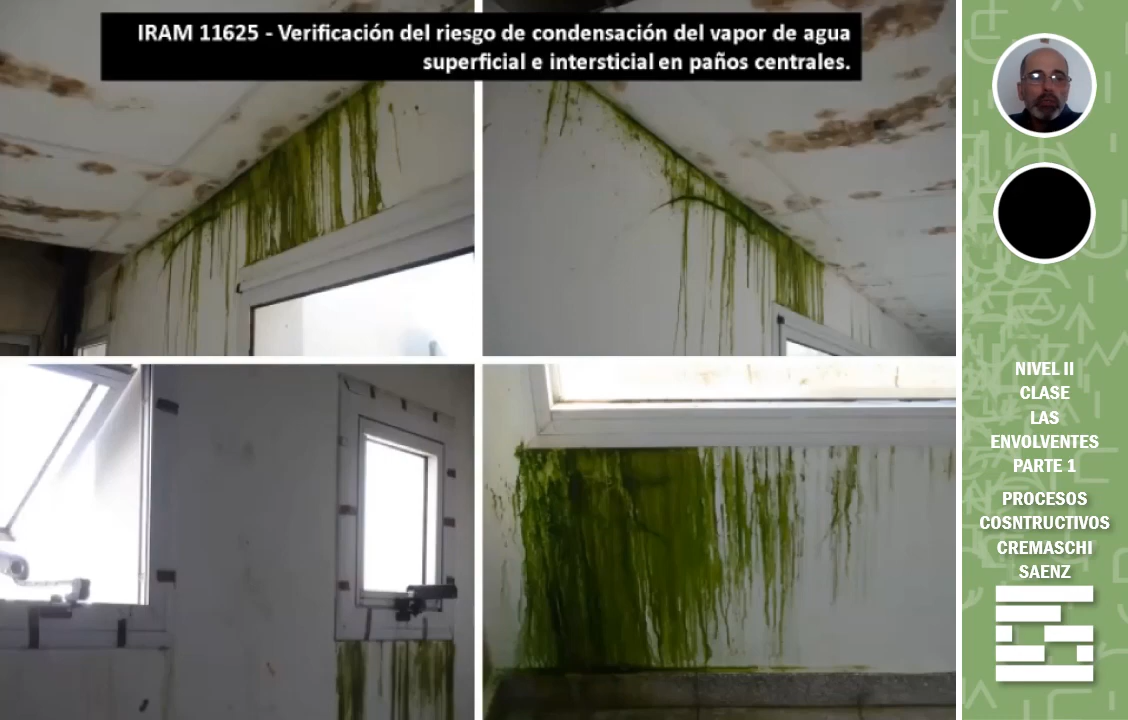 IRAM 11625 - Verificación del riesgo de condensación del vapor de agua
superficial e intersticial en paños centrales.
NIVEL II
CLASE
LAS
ENVOLVENTES
PARTE 1
PROCESOS
COSNTRUCTIVOS
CREMASCHI
SAENZ